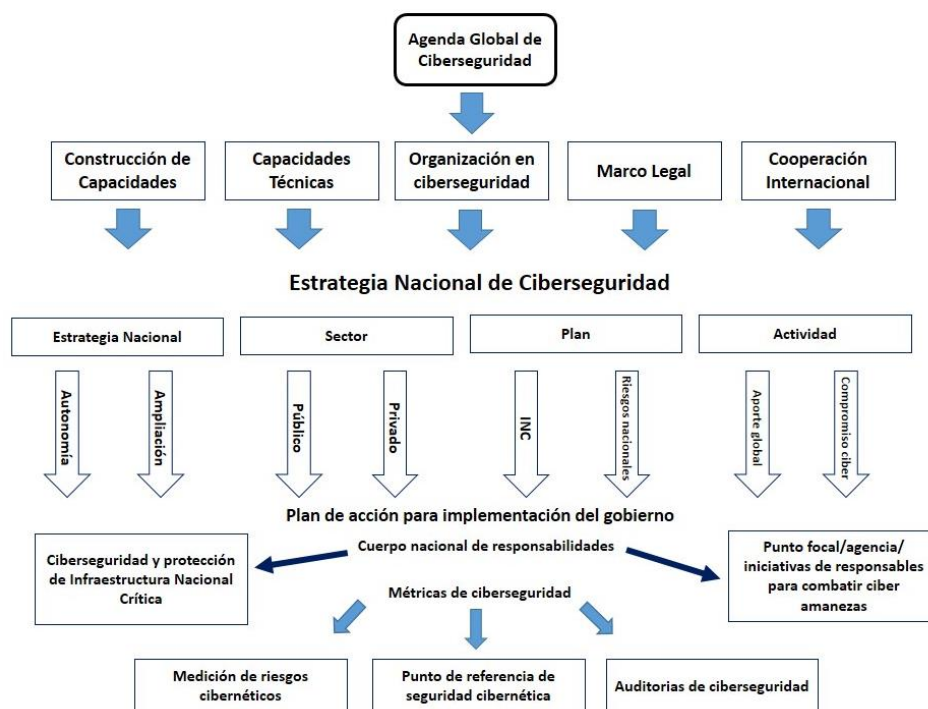 Agenda Global de
Ciberseguridad
Construcción de
Capacidades
Capacidades
Técnicas
Organización en
ciberseguridad
Marco Legal
Cooperación
Internacional
Estrategia Nacional de Ciberseguridad
Estrategia Nacional
Sector
Plan
Actividad
Autonomía
Ampliación
Público
Privado
INC
Riesgos nacionales
Aporte global
Compromiso ciber
Plan de acción para implementación del gobierno
Cuerpo nacional de responsabilidades
Ciberseguridad y protección
de Infraestructura Nacional
Crítica
Punto focal/agencia/
iniciativas de responsables
para combatir ciber
amanezas
Métricas de ciberseguridad
Medición de riesgos
cibernéticos
Punto de referencia de
seguridad cibernética
Auditorias de ciberseguridad